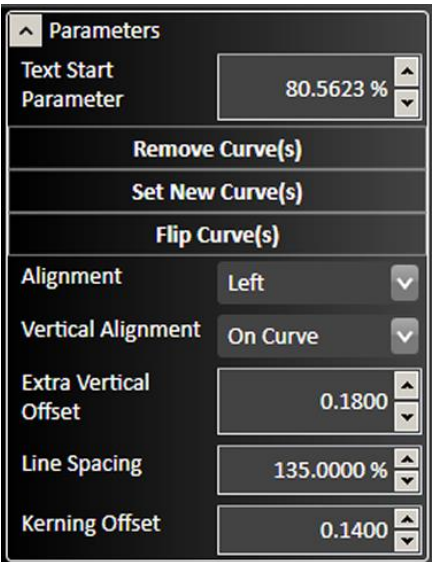 Parameters
Text Start
Parameter
80.5623 %
Remove Curve(s)
Set New Curve(s)
Flip Curve(s)
Alignment
Left
Vertical Alignment
On Curve
Extra Vertical
Offset
0.1800
Line Spacing
135.0000 %
Kerning Offset
0.1400